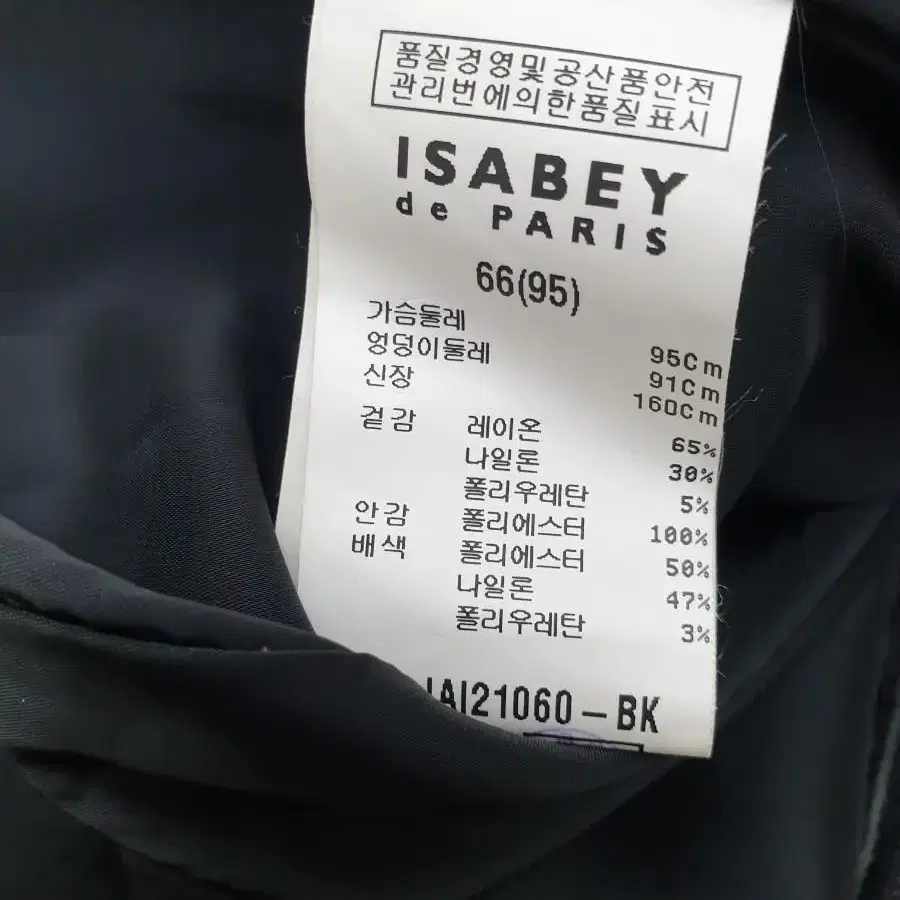 품질경영및공산품안전
관리번에의한품질표시
ISABEY
de PARIS
66(95)
가슴둘레 95Cm
엉덩이둘레 91Cm
신장 160Cm
겉감 레이온 65%
나일론 30%
폴리우레탄 5%
안감 폴리에스터 100%
배색 폴리에스터 50%
나일론 47%
폴리우레탄 3%
IAI21060-BK